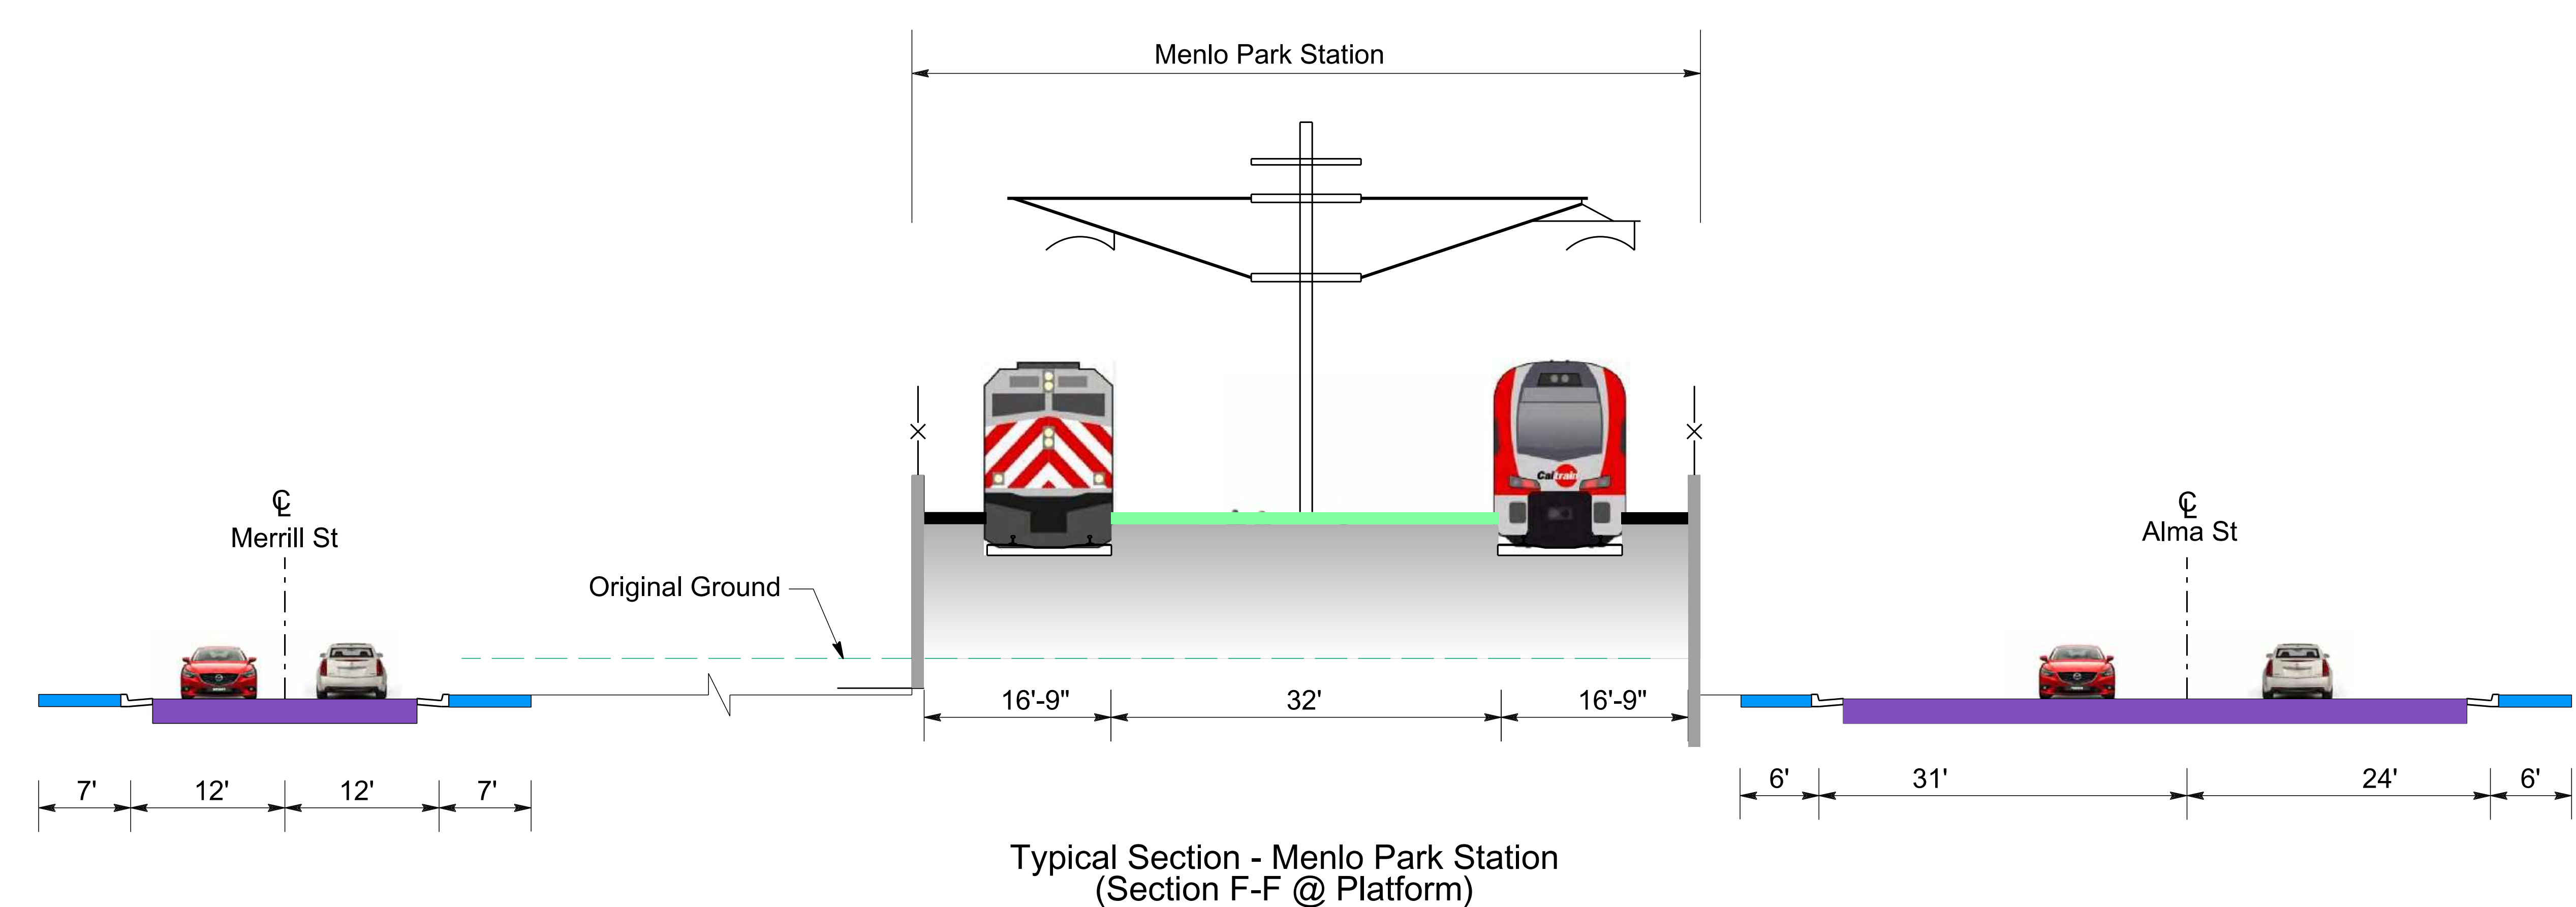 Menlo Park Station
Caltrain
℄
Merrill St
℄
Alma St
Original Ground
16'-9"
32'
16'-9"
7'
12'
12'
7'
6'
31'
24'
6'
Typical Section - Menlo Park Station
(Section F-F @ Platform)